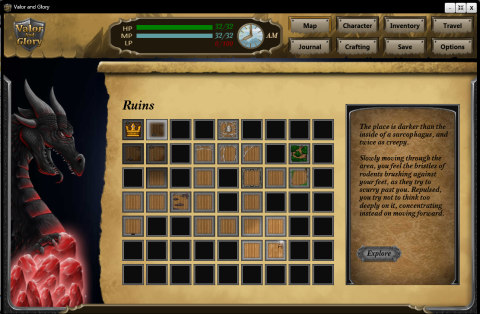 Valor and Glory
Valor
and
Glory
HP 32/32
MP 32/32
LP 0/100
AM
Map
Character
Inventory
Travel
Journal
Crafting
Save
Options
Ruins
The place is darker than the
inside of a sarcophagus, and
twice as creepy.
Slowly moving through the
area, you feel the bristles of
rodents brushing against
your feet, as they try to
scurry past you. Repulsed,
you try not to think too
deeply on it, concentrating
instead on moving forward.
Explore